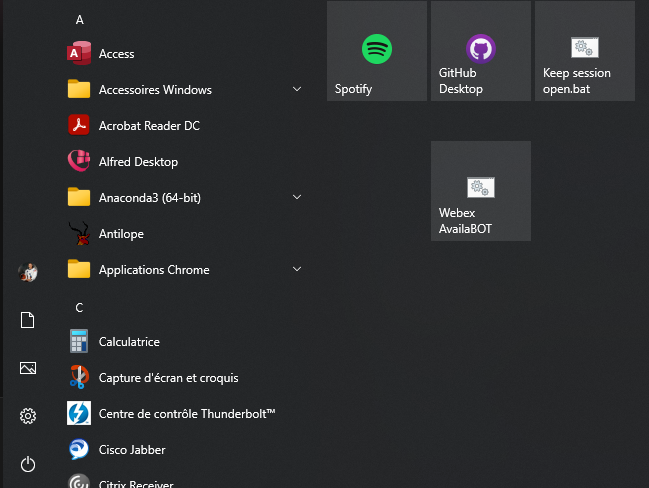 A
Access
Accessoires Windows
Acrobat Reader DC
Alfred Desktop
Anaconda3 (64-bit)
Antilope
Applications Chrome
C
Calculatrice
Capture d'écran et croquis
Centre de contrôle Thunderbolt™
Cisco Jabber
Citrix Receiver
Spotify
GitHub
Desktop
Keep session
open.bat
Webex
AvailaBOT